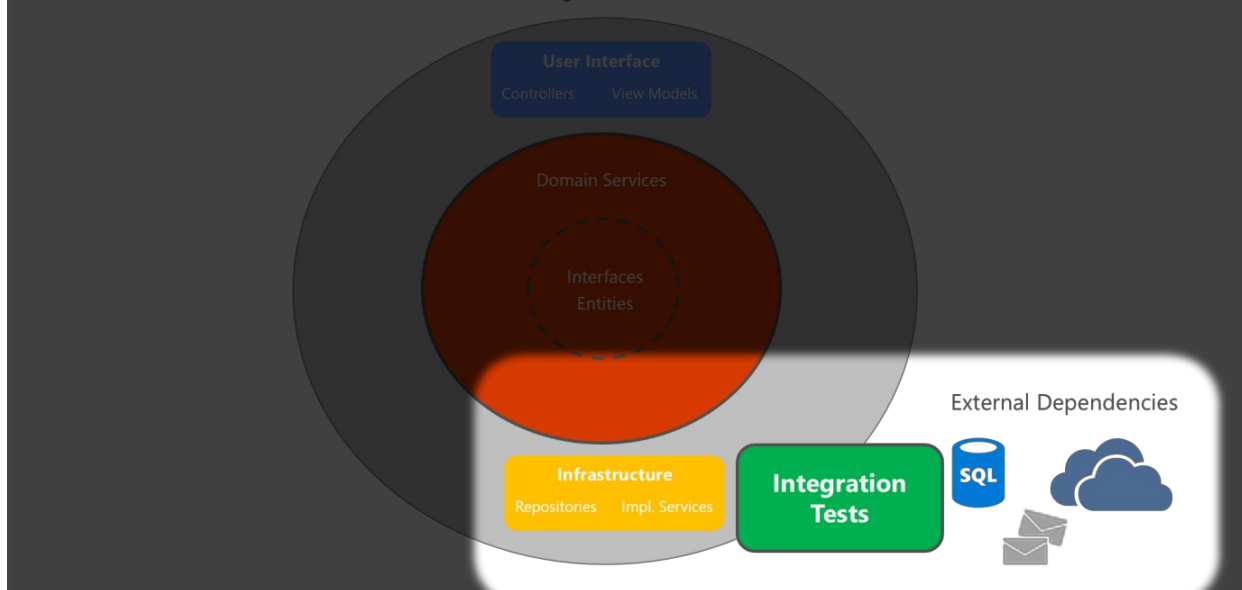 User Interface
Controllers View Models
Domain Services
Interfaces
Entities
External Dependencies
Infrastructure
Repositories Impl. Services
Integration
Tests
SQL